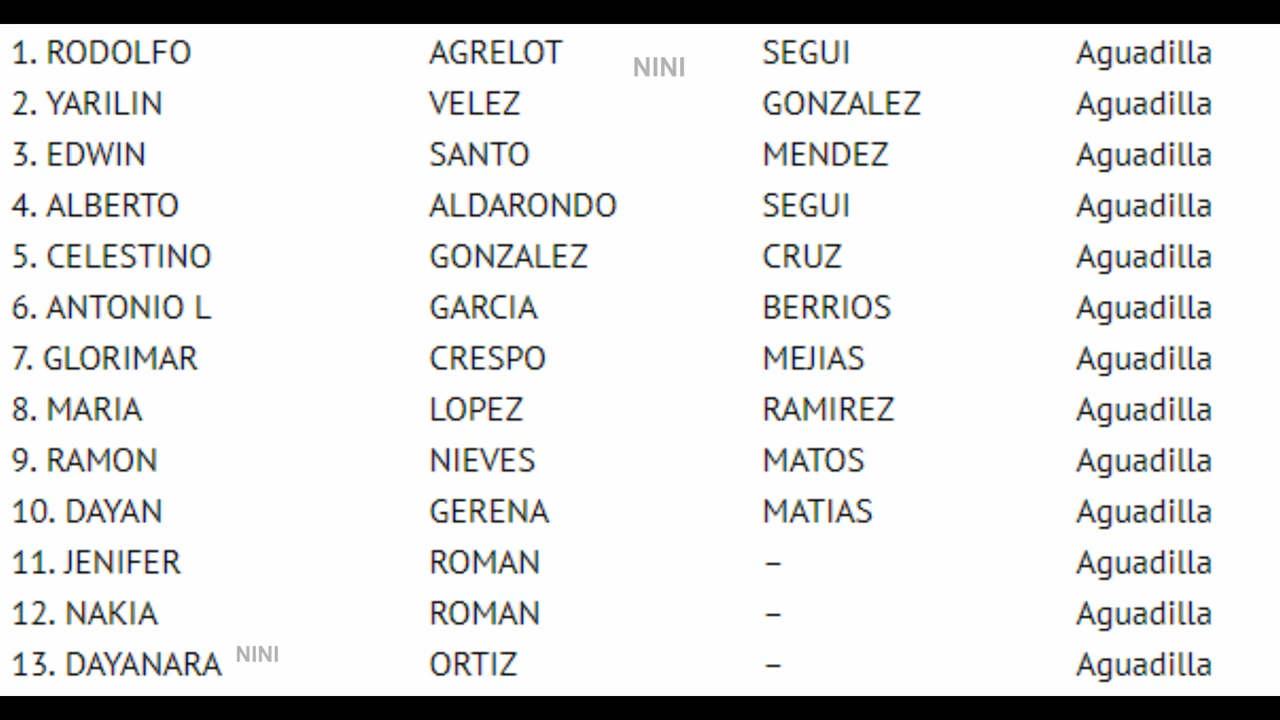 1. RODOLFO AGRELOT NINI SEGUI Aguadilla
2. YARILIN VELEZ GONZALEZ Aguadilla
3. EDWIN SANTO MENDEZ Aguadilla
4. ALBERTO ALDARONDO SEGUI Aguadilla
5. CELESTINO GONZALEZ CRUZ Aguadilla
6. ANTONIO L GARCIA BERRIOS Aguadilla
7. GLORIMAR CRESPO MEJIAS Aguadilla
8. MARIA LOPEZ RAMIREZ Aguadilla
9. RAMON NIEVES MATOS Aguadilla
10. DAYAN GERENA MATIAS Aguadilla
11. JENIFER ROMAN – Aguadilla
12. NAKIA ROMAN – Aguadilla
13. DAYANARA NINI ORTIZ – Aguadilla